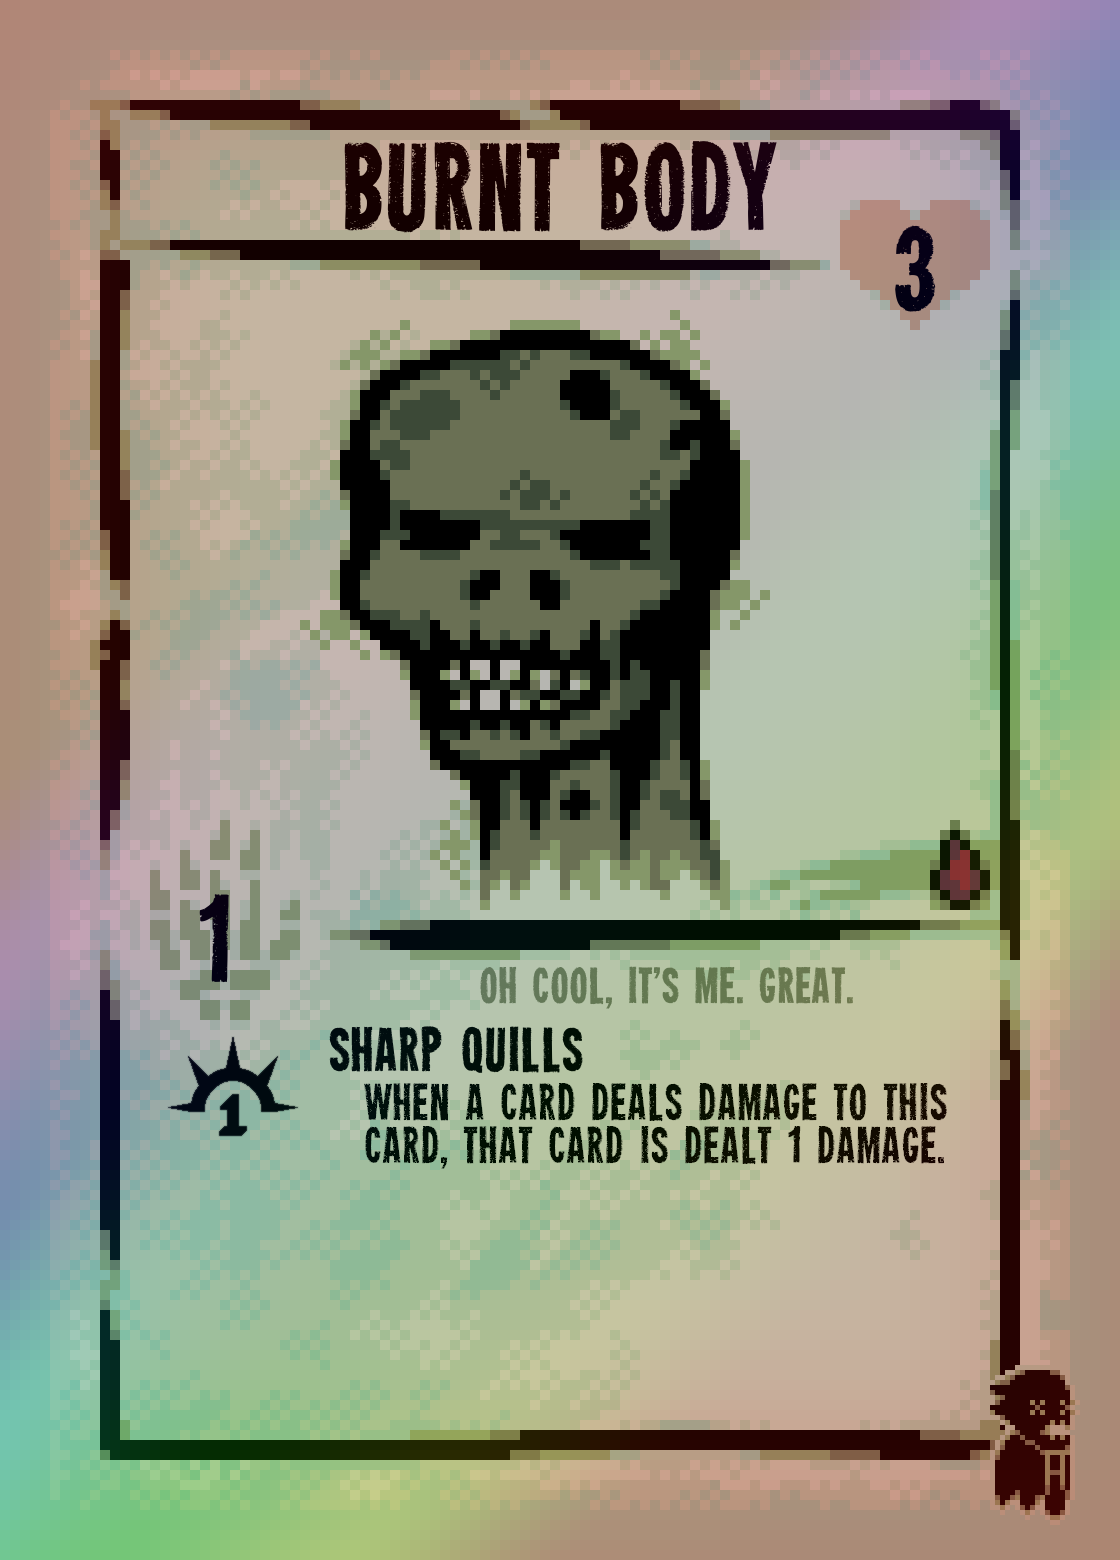 BURNT BODY
3
1
OH COOL, IT'S ME. GREAT.
SHARP QUILLS
1
WHEN A CARD DEALS DAMAGE TO THIS
CARD, THAT CARD IS DEALT 1 DAMAGE.